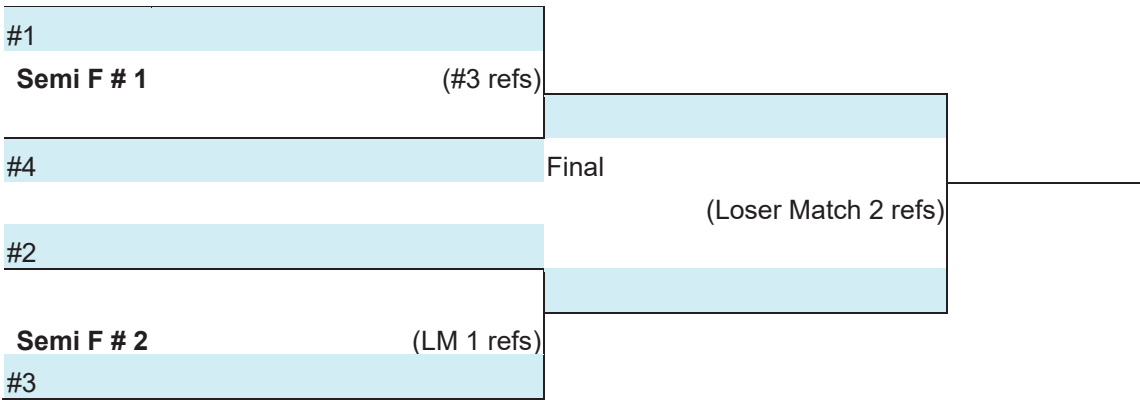 #1
Semi F # 1 (#3 refs)
#4
Final
(Loser Match 2 refs)
#2
Semi F # 2 (LM 1 refs)
#3